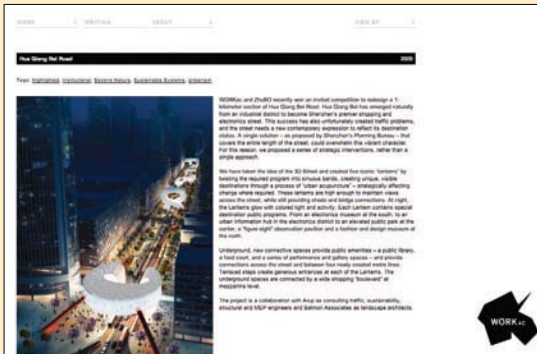 WORK WRITING ABOUT VIEW BY
Hua Qiang Bei Road 2009
Tags: Highlighted, Institutional, Second Nature, Sustainable Systems, Urbanism
WORKac and ZhuBO recently won an invited competition to redesign a 1-
kilometer section of Hua Qiang Bei Road. Hua Qiang Bei has emerged naturally
from an industrial district to become Shenzhen's premier shopping and
electronics street. This success has also unfortunately created traffic problems,
and the street needs a new contemporary expression to reflect its destination
status. A single solution – as proposed by Shenzhen's Planning Bureau – that
covers the entire length of the street, could overwhelm this vibrant character.
For this reason, we proposed a series of strategic interventions, rather than a
single approach.
We have taken the idea of the 3D Street and created five iconic "lanterns" by
twisting the required program into sinuous bands, creating unique, visible
destinations through a process of "urban acupuncture" – strategically affecting
change where required. These lanterns are high enough to maintain views
across the street, while still providing shade and bridge connections. At night,
the Lanterns glow with colored light and activity. Each Lantern contains special
destination public programs. From an electronics museum at the south, to an
urban information hub in the electronics district to an elevated public park at the
center, a "figure eight" observation pavilion and a fashion and design museum at
the north.
Underground, new connective spaces provide public amenities – a public library,
a food court, and a series of performance and gallery spaces – and provide
connections across the street and between four newly created metro lines.
Terraced steps create generous entrances at each of the Lanterns. The
underground spaces are connected by a wide shopping "boulevard" at
mezzanine level.
The project is a collaboration with Arup as consulting traffic, sustainability,
structural and MEP engineers and Balmori Associates as landscape architects.
WORKAC